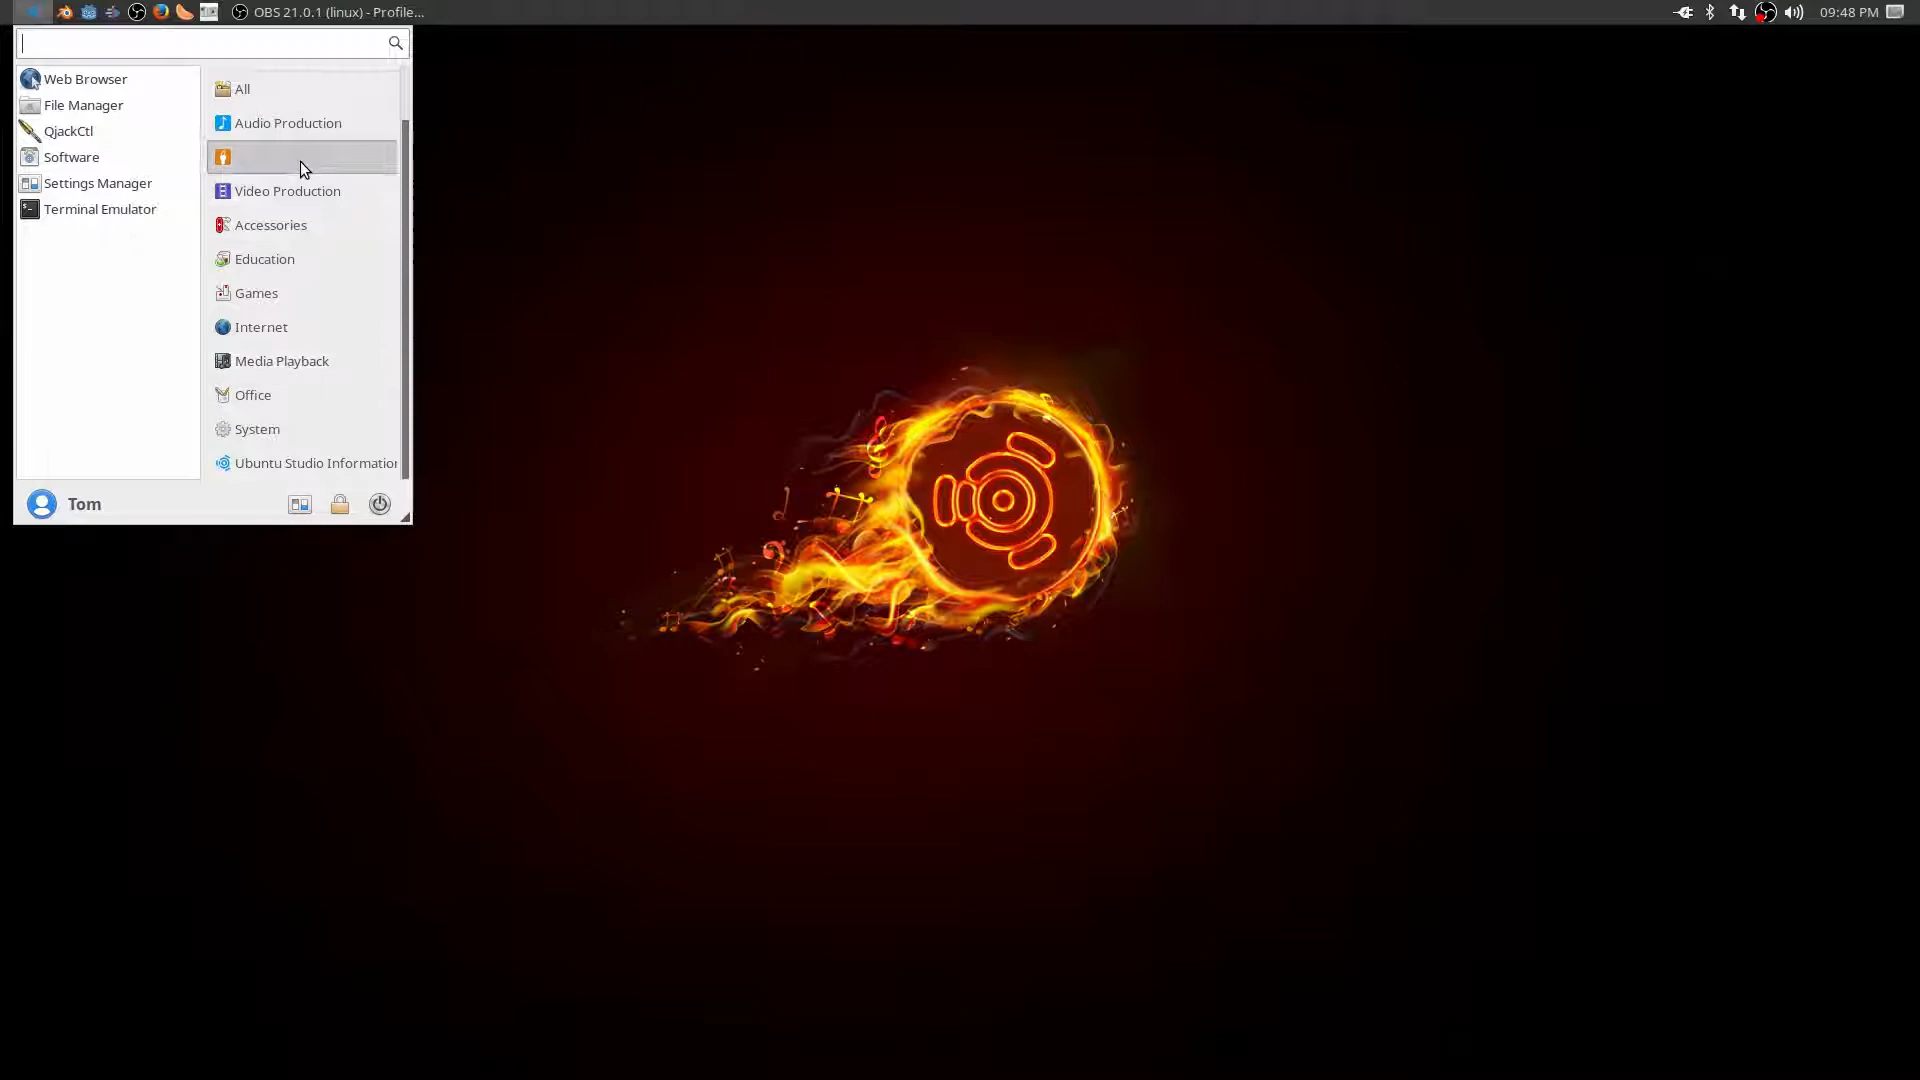 OBS 21.0.1 (linux) - Profile...
09:48 PM
Web Browser
File Manager
QjackCtl
Software
Settings Manager
Terminal Emulator
All
Audio Production
Video Production
Accessories
Education
Games
Internet
Media Playback
Office
System
Ubuntu Studio Information
Tom